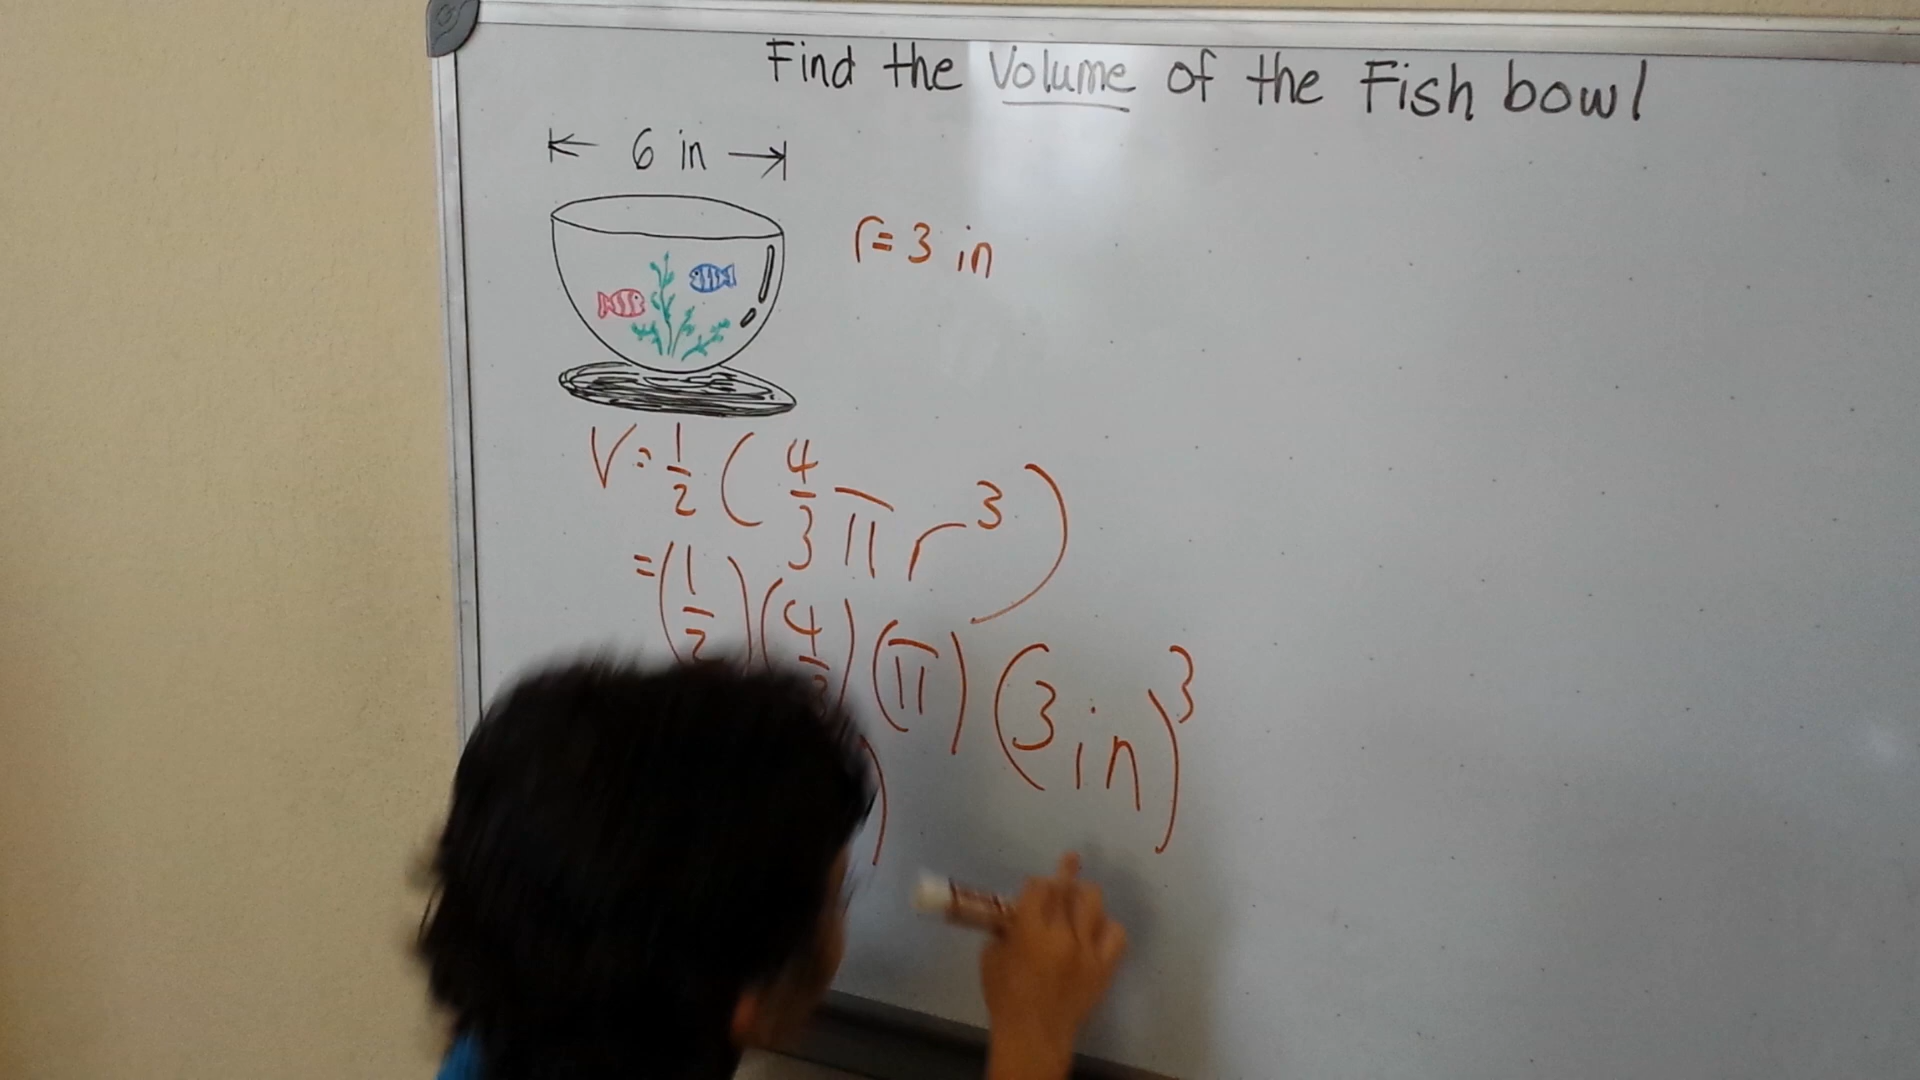 Find the Volume of the Fish bowl
6 in
r = 3 in
V = 1/2 ( 4/3 π r³ )
= (1/2) (4/3) (π) (3 in)³
)